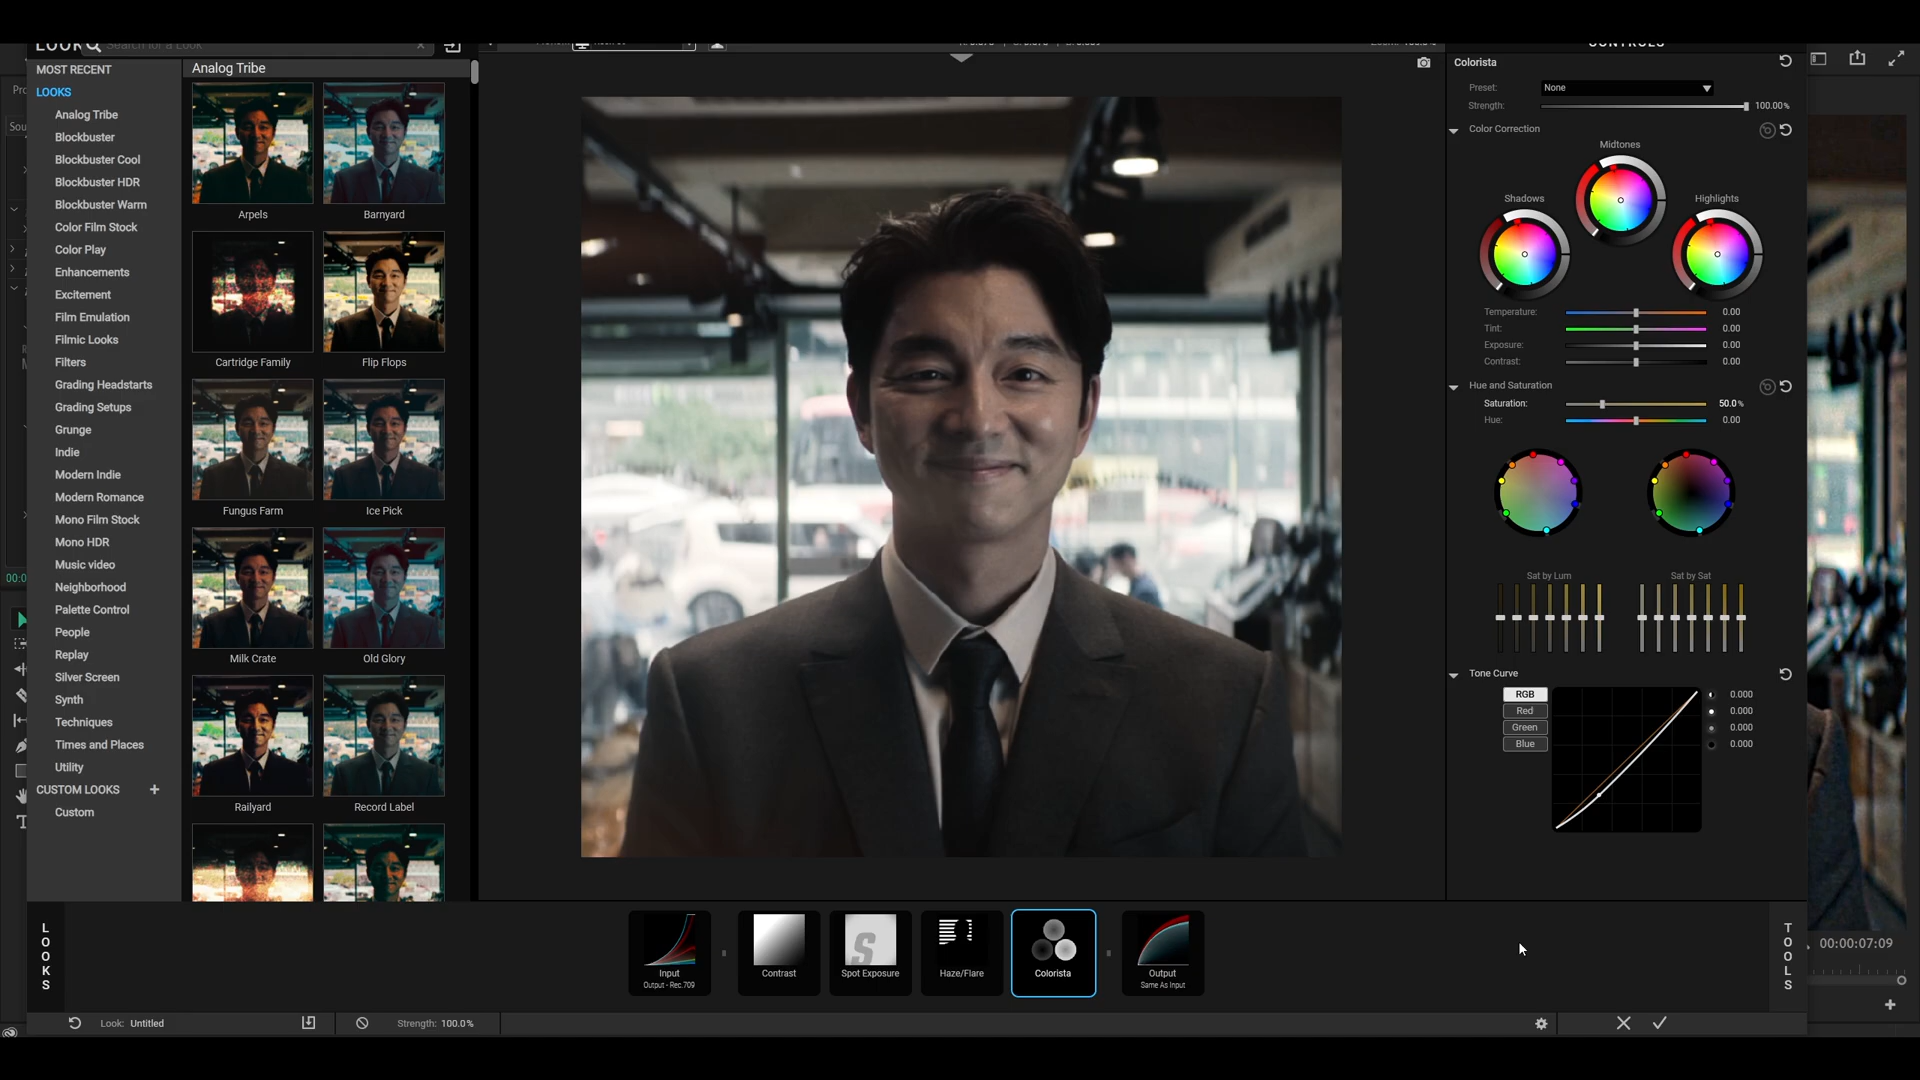 LOOK
Search for a Look
MOST RECENT
LOOKS
Analog Tribe
Blockbuster
Blockbuster Cool
Blockbuster HDR
Blockbuster Warm
Color Film Stock
Color Play
Enhancements
Excitement
Film Emulation
Filmic Looks
Filters
Grading Headstarts
Grading Setups
Grunge
Indie
Modern Indie
Modern Romance
Mono Film Stock
Mono HDR
Music video
Neighborhood
Palette Control
People
Replay
Silver Screen
Synth
Techniques
Times and Places
Utility
CUSTOM LOOKS +
Custom
Analog Tribe
Arpels
Barnyard
Cartridge Family
Flip Flops
Fungus Farm
Ice Pick
Milk Crate
Old Glory
Railyard
Record Label
CONTROLS
Colorista
Preset: None
Strength: 100.00%
Color Correction
Midtones
Shadows
Highlights
Temperature: 0.00
Tint: 0.00
Exposure: 0.00
Contrast: 0.00
Hue and Saturation
Saturation: 50.0%
Hue: 0.00
Sat by Lum
Sat by Sat
Tone Curve
RGB 0.000
Red 0.000
Green 0.000
Blue 0.000
LOOKS
Input
Output - Rec.709
Contrast
S
Spot Exposure
Haze/Flare
Colorista
Output
Same As Input
TOOLS
00:00:07:09
Look: Untitled
Strength: 100.0%